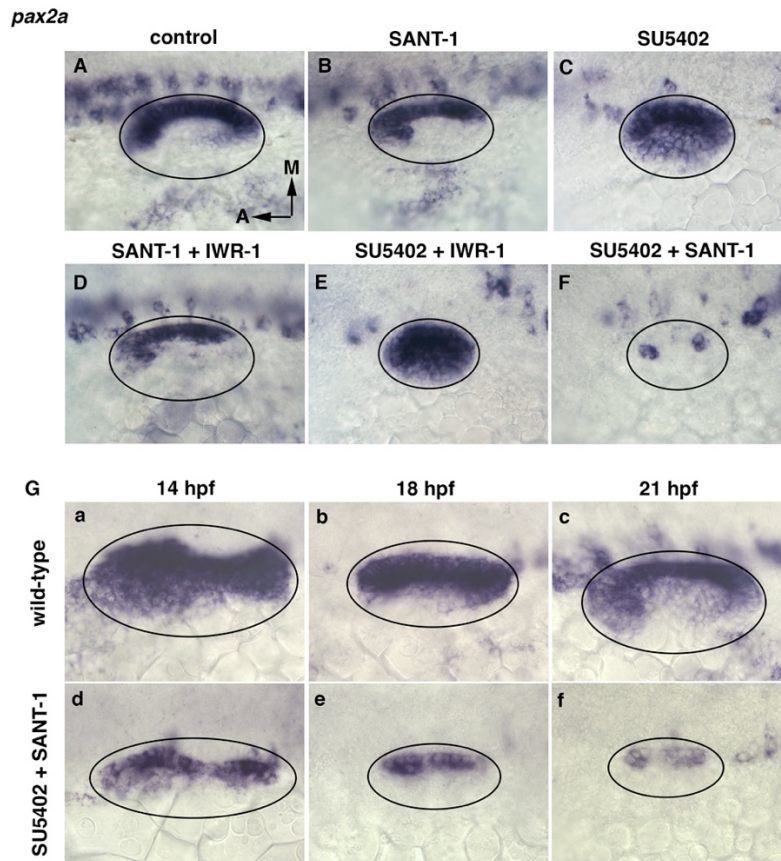 pax2a
control SANT-1 SU5402
A B C
M
A
SANT-1 + IWR-1 SU5402 + IWR-1 SU5402 + SANT-1
D E F
G 14 hpf 18 hpf 21 hpf
a b c
wild-type
d e f
SU5402 + SANT-1